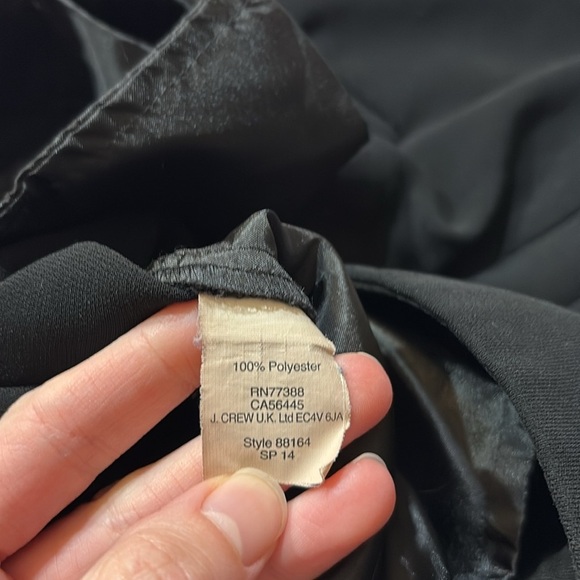 100% Polyester
RN77388
CA56445
J. CREW U.K. Ltd EC4V 6JA
Style 88164
SP 14